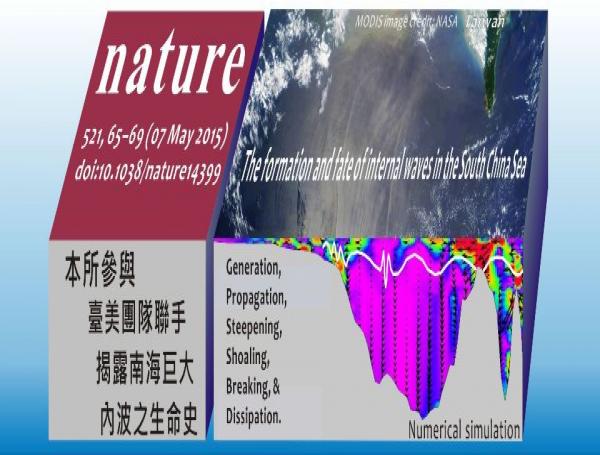 nature
521, 65-69 (07 May 2015)
doi:10.1038/nature14399
MODIS image credit: NASA
Taiwan
The formation and fate of internal waves in the South China Sea
本所參與
臺美團隊聯手
揭露南海巨大
內波之生命史
Generation,
Propagation,
Steepening,
Shoaling,
Breaking, &
Dissipation.
Numerical simulation